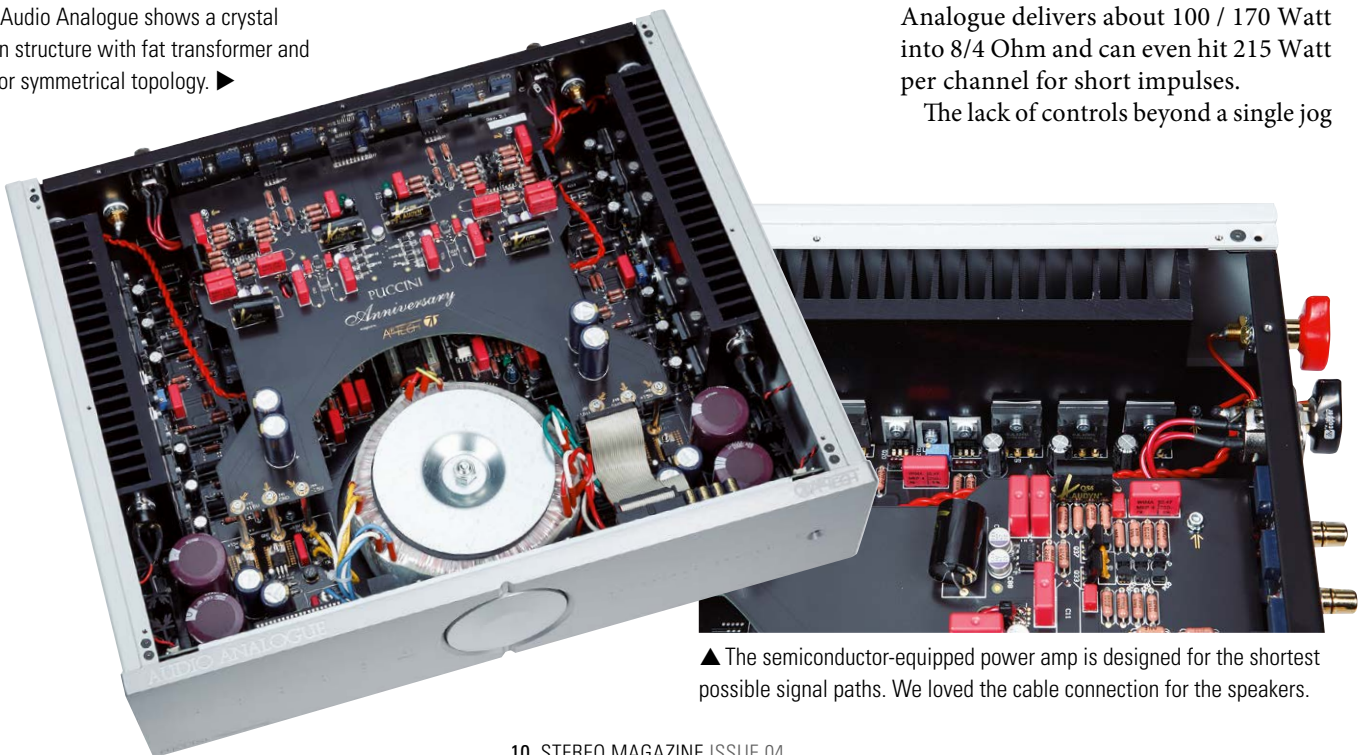 Audio Analogue shows a crystal
n structure with fat transformer and
or symmetrical topology. ▶
Analogue delivers about 100 / 170 Watt
into 8/4 Ohm and can even hit 215 Watt
per channel for short impulses.
The lack of controls beyond a single jog
PUCCINI
Anniversary
AUDIO ANALOGUE
AUDYN
▲ The semiconductor-equipped power amp is designed for the shortest
possible signal paths. We loved the cable connection for the speakers.
10 STEREO MAGAZINE ISSUE 04